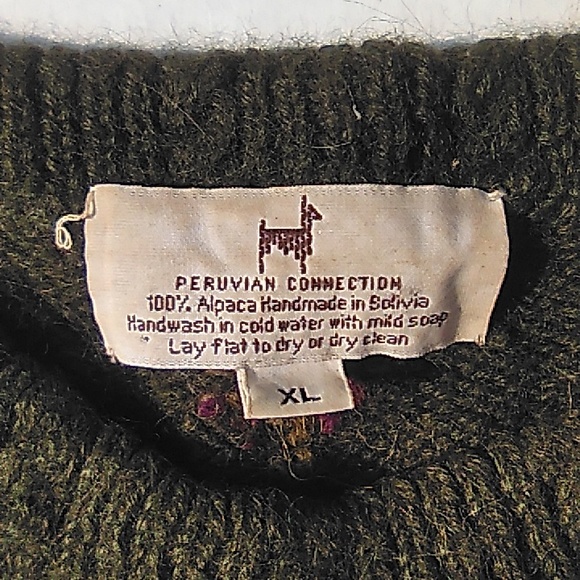 PERUVIAN CONNECTION
100% Alpaca Handmade in Bolivia
Handwash in cold water with mild soap
Lay flat to dry or dry clean
XL